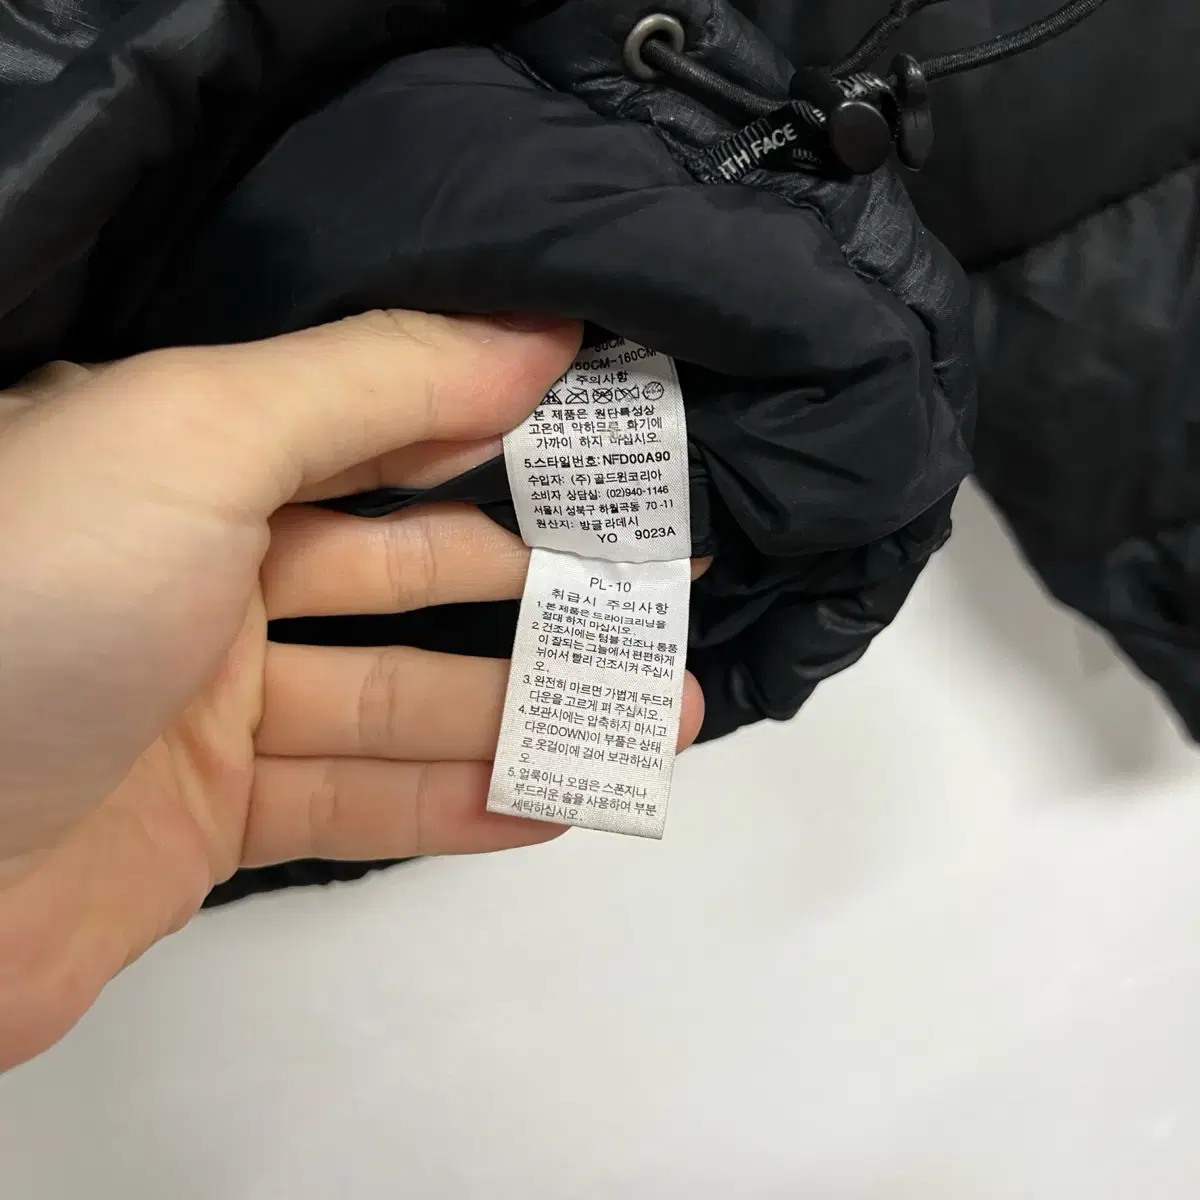 TH FACE
80CM
150CM-160CM
시 주의사항
본 제품은 원단특성상
고온에 약하므로 화기에
가까이 하지 마십시오.
5.스타일번호:NFD00A90
수입자: (주) 골드윈코리아
소비자 상담실: (02)940-1146
서울시 성북구 하월곡동 70-11
원산지: 방글라데시
YO 9023A
PL-10
취급시 주의사항
1. 본 제품은 드라이크리닝을
절대 하지 마십시오.
2. 건조시에는 텀블 건조나 통풍
이 잘되는 그늘에서 편편하게
뉘어서 빨리 건조시켜 주십시
오.
3. 완전히 마르면 가볍게 두드려
다운을 고르게 펴 주십시오.
4. 보관시에는 압축하지 마시고
다운(DOWN)이 부풀은 상태
로 옷걸이에 걸어 보관하십시
오.
5. 얼룩이나 오염은 스폰지나
부드러운 솔을 사용하여 부분
세탁하십시오.